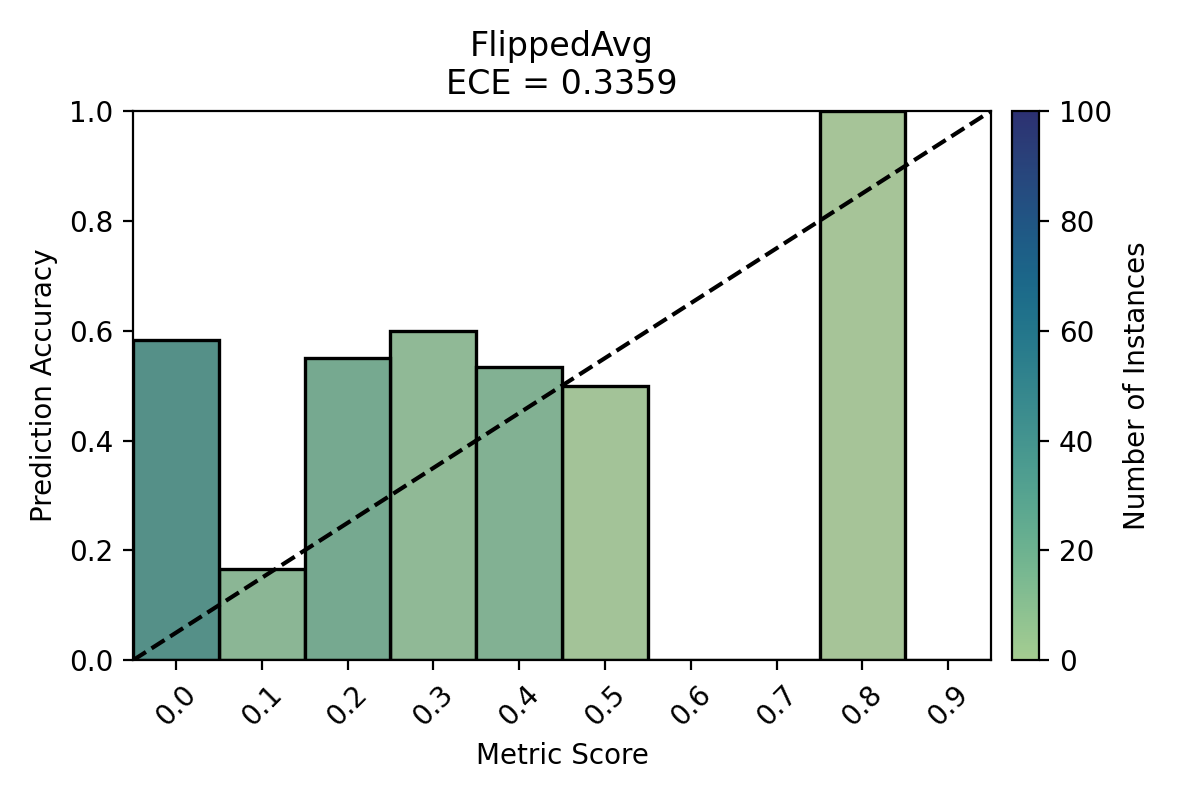 FlippedAvg
ECE = 0.3359
1.0
0.8
0.6
0.4
0.2
0.0
Prediction Accuracy
0.0 0.1 0.2 0.3 0.4 0.5 0.6 0.7 0.8 0.9
Metric Score
100
80
60
40
20
0
Number of Instances